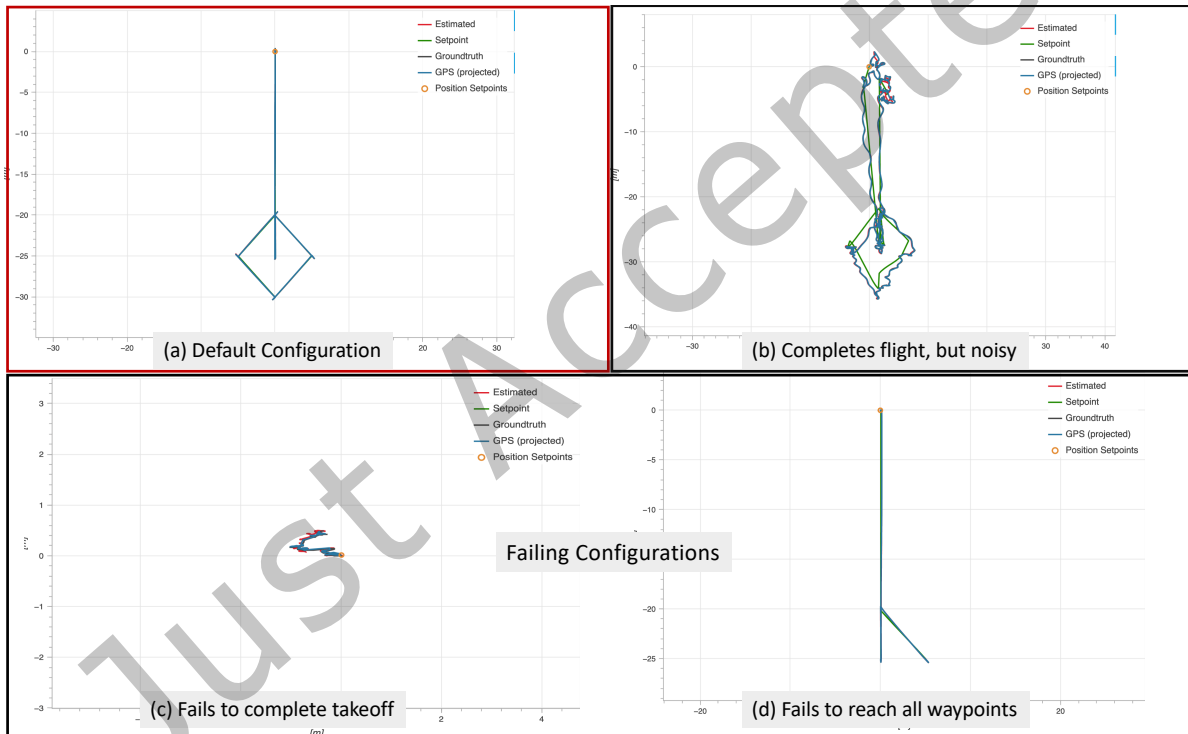 Estimated
Setpoint
Groundtruth
GPS (projected)
Position Setpoints
0
−5
−10
−15
−20
−25
−30
−30
−20
20
30
(a) Default Configuration
Estimated
Setpoint
Groundtruth
GPS (projected)
Position Setpoints
0
−10
−20
−30
−40
[m]
−30
30
40
(b) Completes flight, but noisy
Estimated
Setpoint
Groundtruth
GPS (projected)
Position Setpoints
3
2
1
0
−1
−2
−3
2
4
[m]
(c) Fails to complete takeoff
Failing Configurations
Estimated
Setpoint
Groundtruth
GPS (projected)
Position Setpoints
0
−5
−10
−15
−20
−25
−20
20
(d) Fails to reach all waypoints
Just Accepte